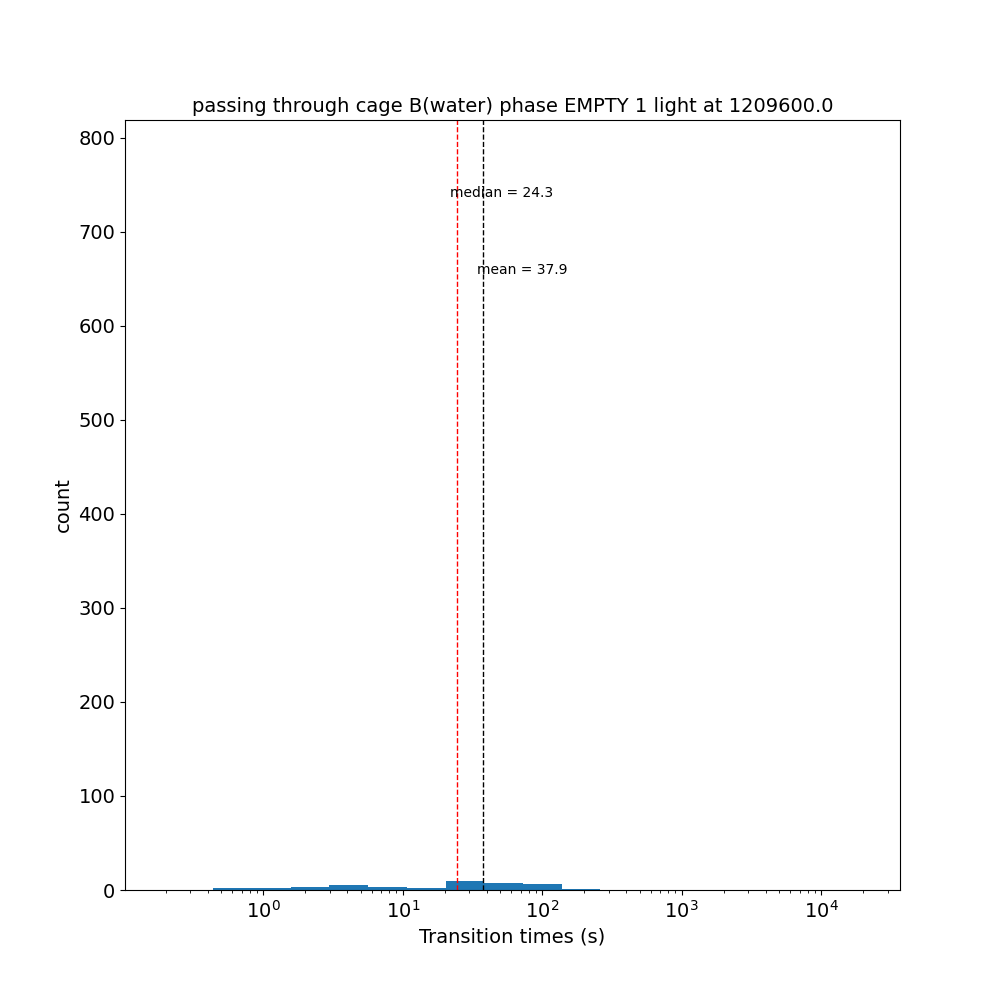 passing through cage B(water) phase EMPTY 1 light at 1209600.0
800
700
600
500
400
300
200
100
0
count
median = 24.3
mean = 37.9
10⁰
10¹
10²
10³
10⁴
Transition times (s)